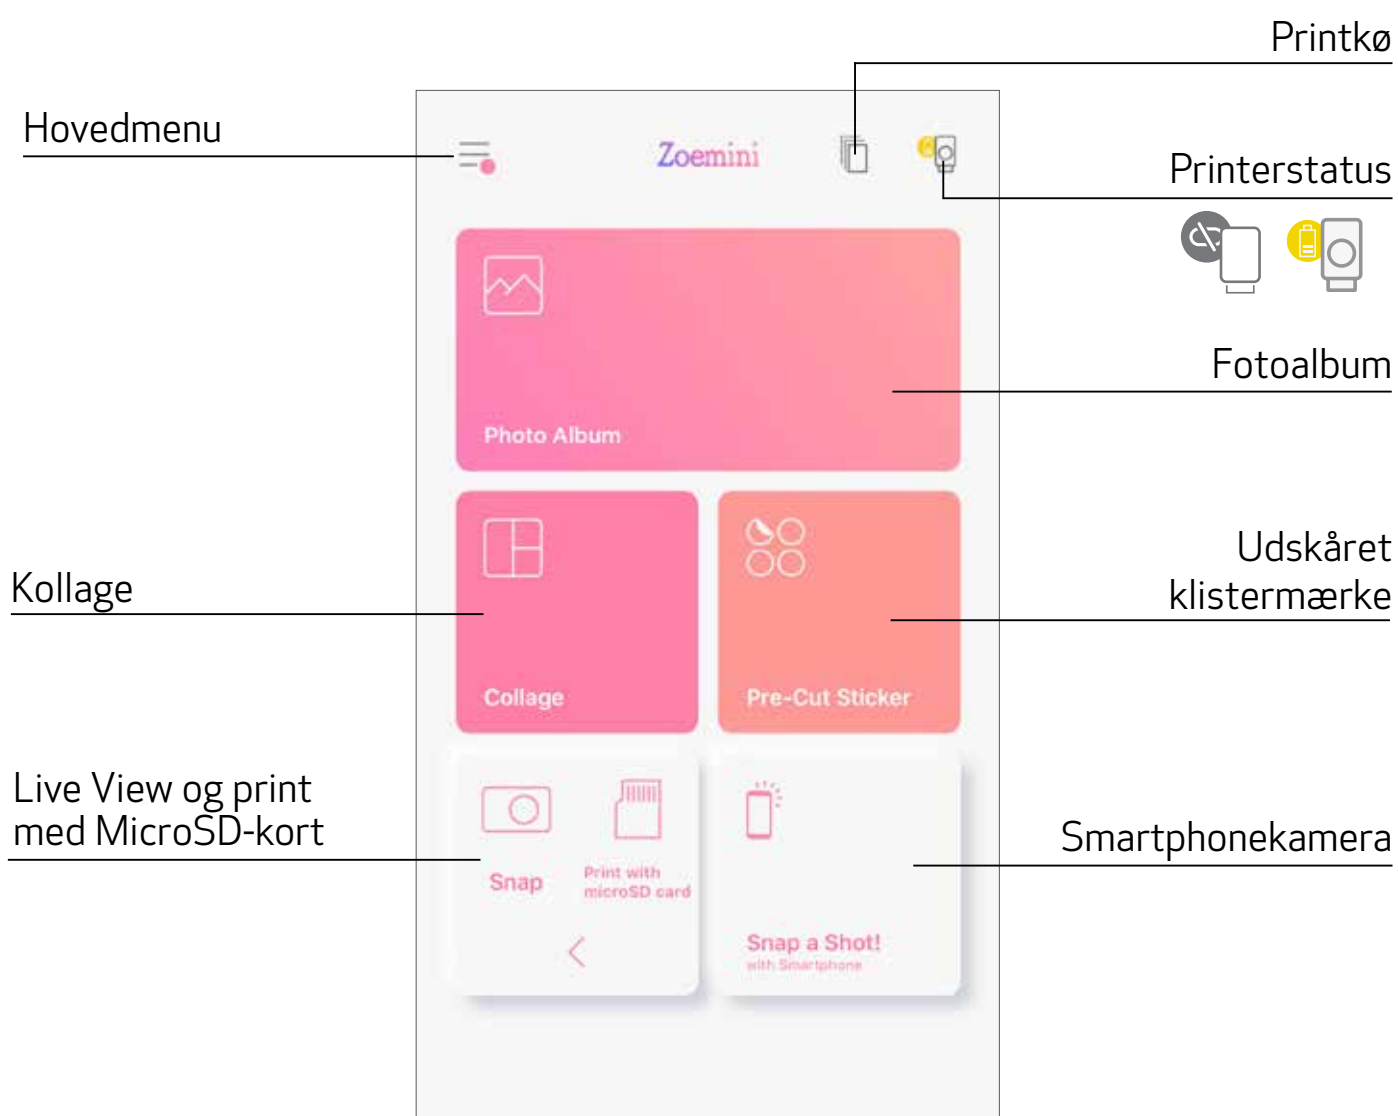 Printkø
Hovedmenu
Zoemini
Printerstatus
Fotoalbum
Photo Album
Udskåret
klistermærke
Kollage
Collage
Pre-Cut Sticker
Live View og print
med MicroSD-kort
Smartphonekamera
Snap
Print with
microSD card
Snap a Shot!
with Smartphone